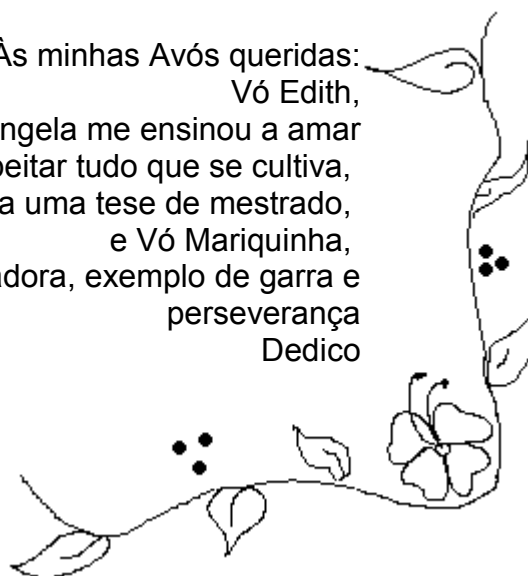 Às minhas Avós queridas:
Vó Edith,
me ensinou a amar
tudo que se cultiva,
a uma tese de mestrado,
e Vó Mariquinha,
exemplo de garra e
perseverança
Dedico